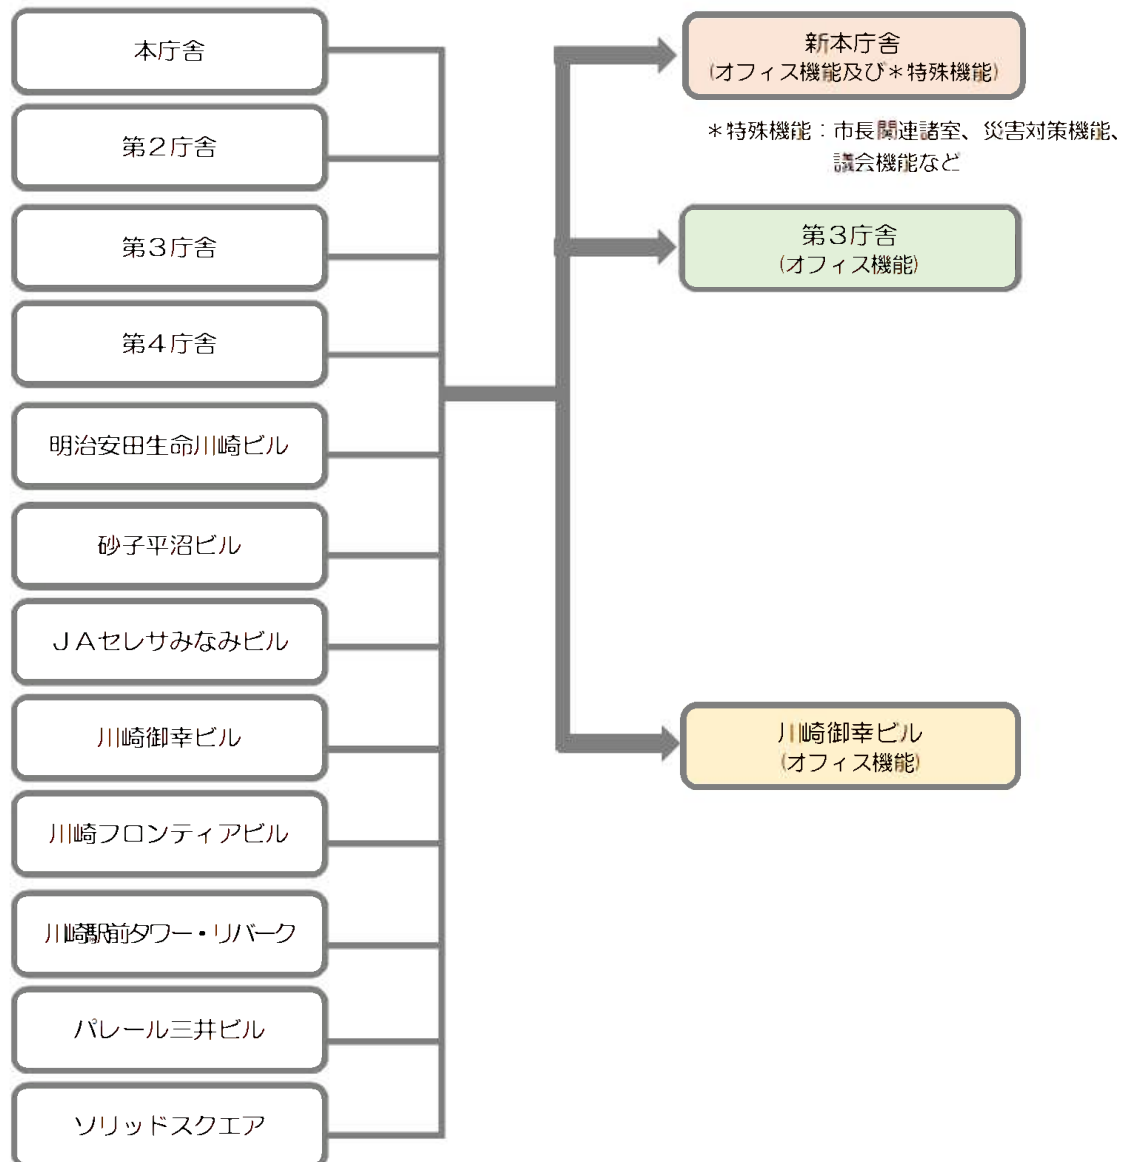 本庁舎
第２庁舎
第３庁舎
第４庁舎
明治安田生命川崎ビル
砂子平沼ビル
ＪＡセレサみなみビル
川崎御幸ビル
川崎フロンティアビル
川崎駅前タワー・リバーク
パレール三井ビル
ソリッドスクエア
新本庁舎
(オフィス機能及び＊特殊機能)
＊特殊機能：市長関連諸室、災害対策機能、
議会機能など
第３庁舎
(オフィス機能)
川崎御幸ビル
(オフィス機能)